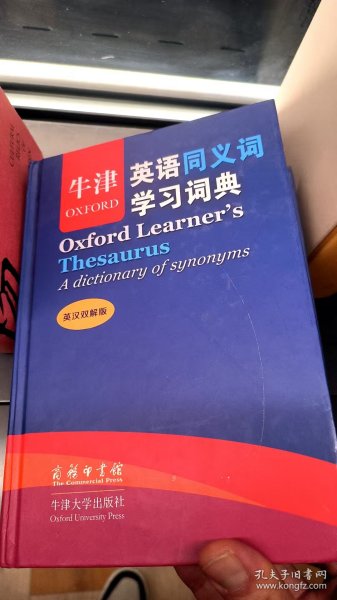 牛津
OXFORD
英语同义词
学习词典
Oxford Learner's
Thesaurus
A dictionary of synonyms
英汉双解版
商务印书馆
The Commercial Press
牛津大学出版社
Oxford University Press
孔夫子旧书网
www.kongfz.com